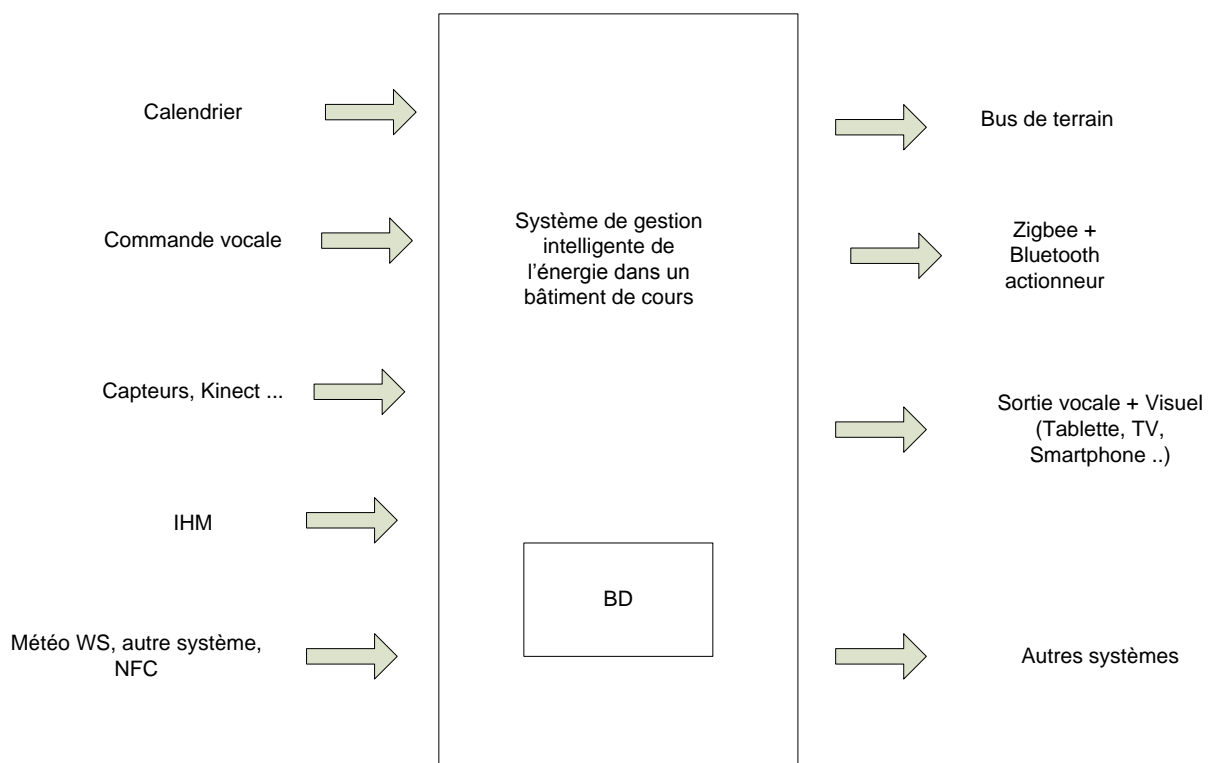 Calendrier
Commande vocale
Capteurs, Kinect ...
IHM
Météo WS, autre système,
NFC
Système de gestion
intelligente de
l'énergie dans un
bâtiment de cours
BD
Bus de terrain
Zigbee +
Bluetooth
actionneur
Sortie vocale + Visuel
(Tablette, TV,
Smartphone ..)
Autres systèmes